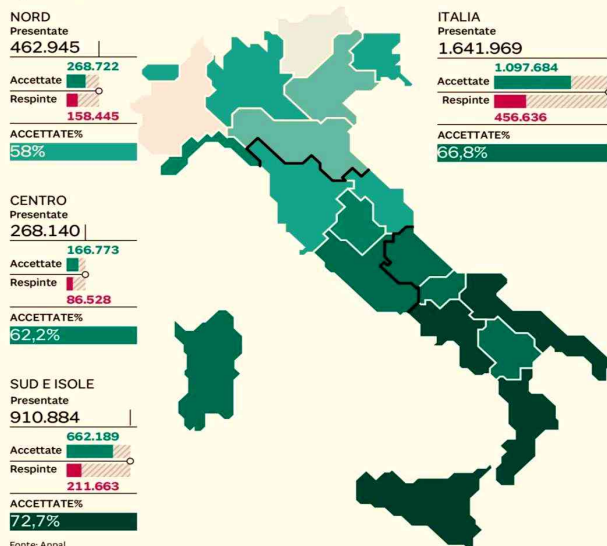 NORD
Presentate
462.945
268.722
Accettate
Respinte
158.445
ACCETTATE%
58%
CENTRO
Presentate
268.140
166.773
Accettate
Respinte
86.528
ACCETTATE%
62,2%
SUD E ISOLE
Presentate
910.884
662.189
Accettate
Respinte
211.663
ACCETTATE%
72,7%
Fonte: Anpal
ITALIA
Presentate
1.641.969
1.097.684
Accettate
Respinte
456.636
ACCETTATE%
66,8%